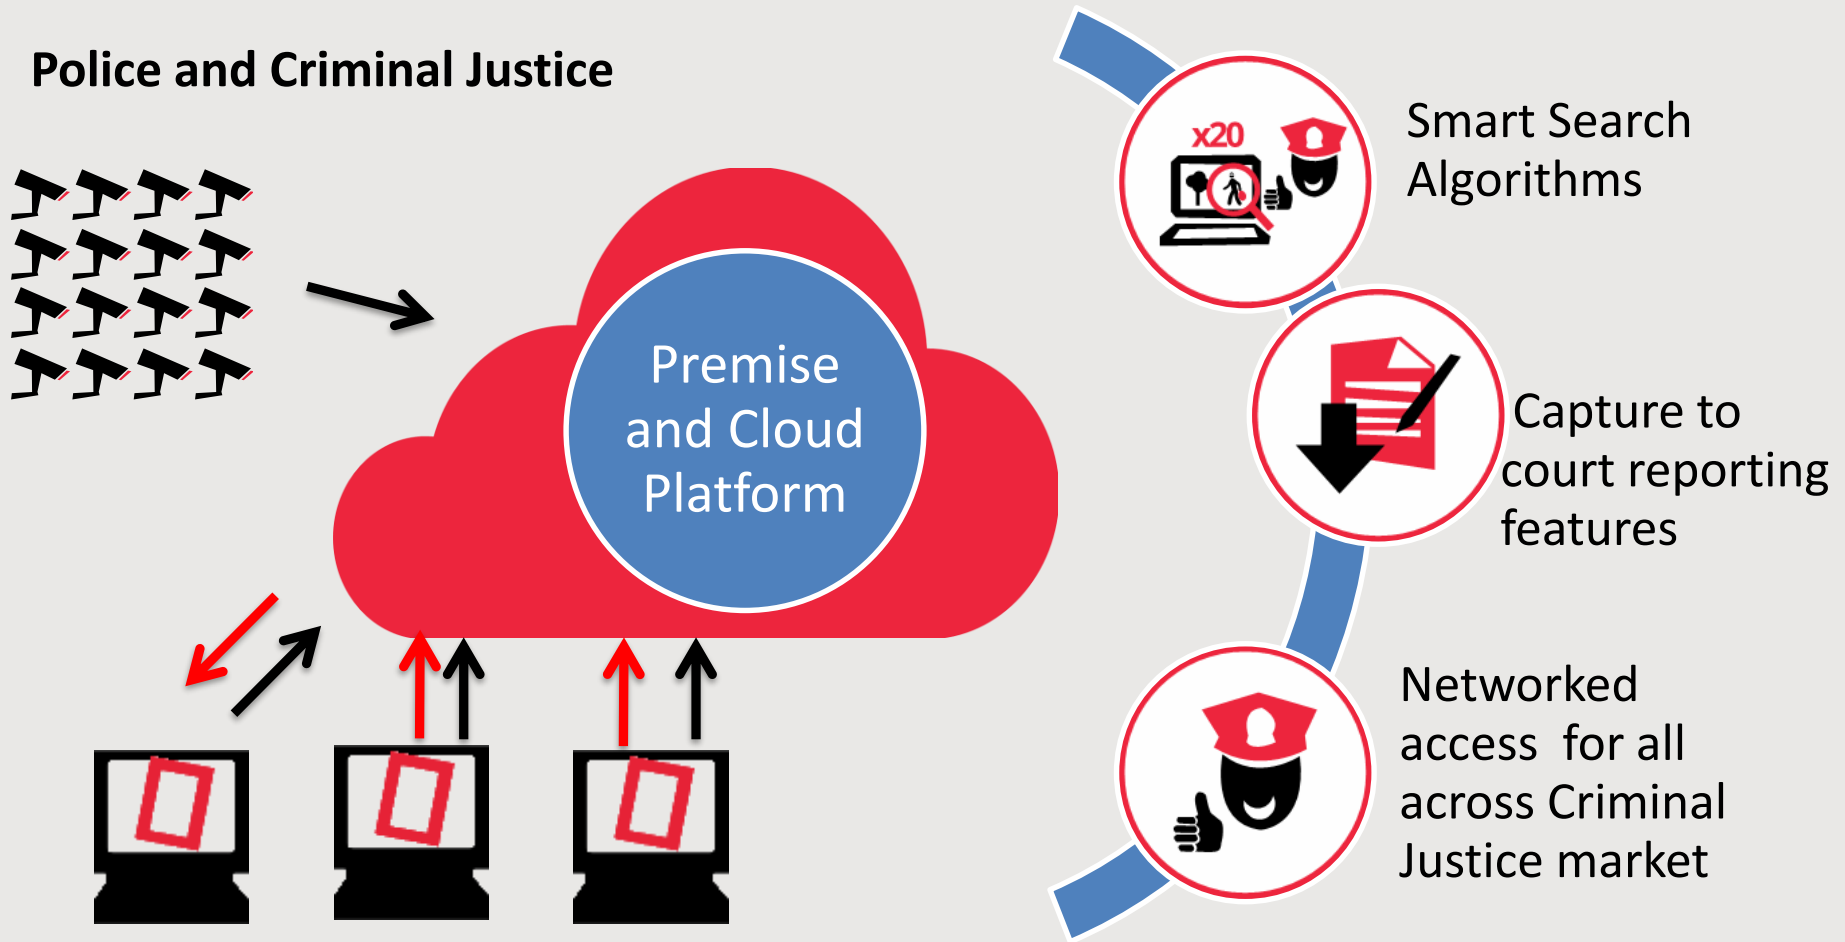 Police and Criminal Justice
Premise
and Cloud
Platform
x20
Smart Search
Algorithms
Capture to
court reporting
features
Networked
access  for all
across Criminal
Justice market